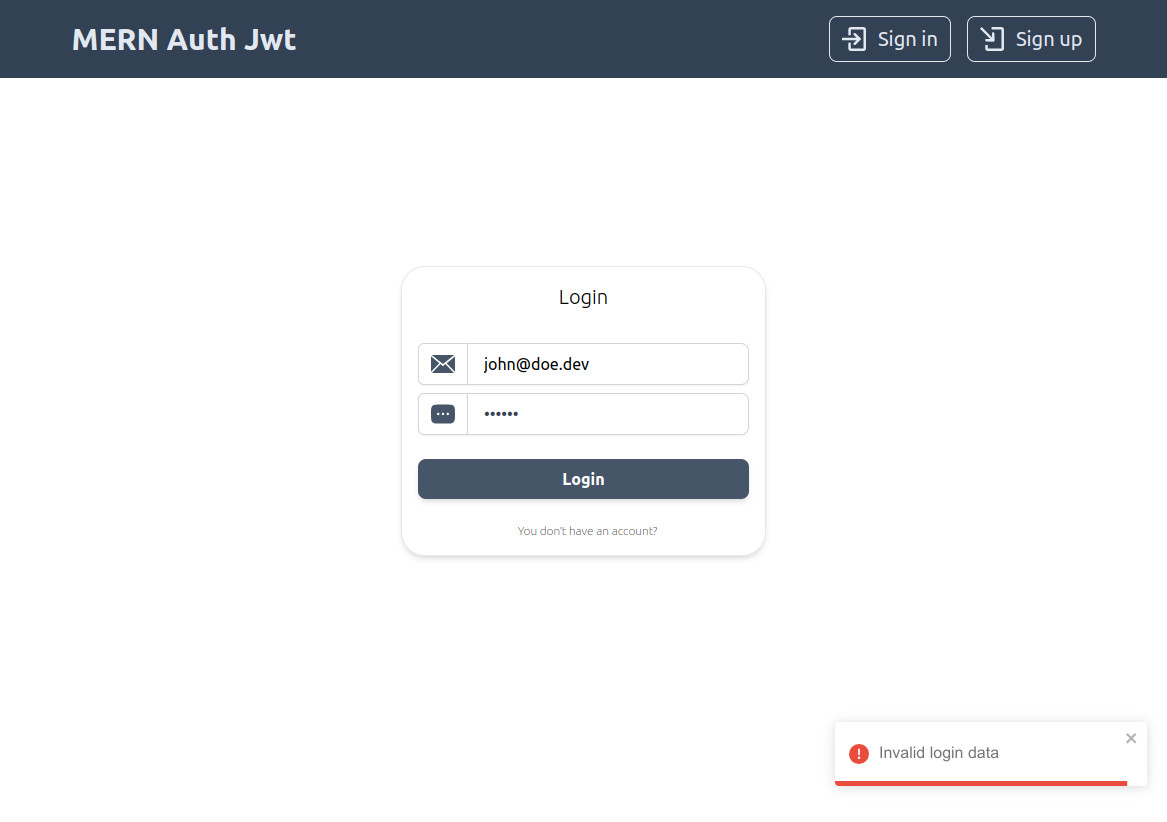 MERN Auth Jwt
Sign in
Sign up
Login
john@doe.dev
••••••
Login
You don't have an account?
Invalid login data